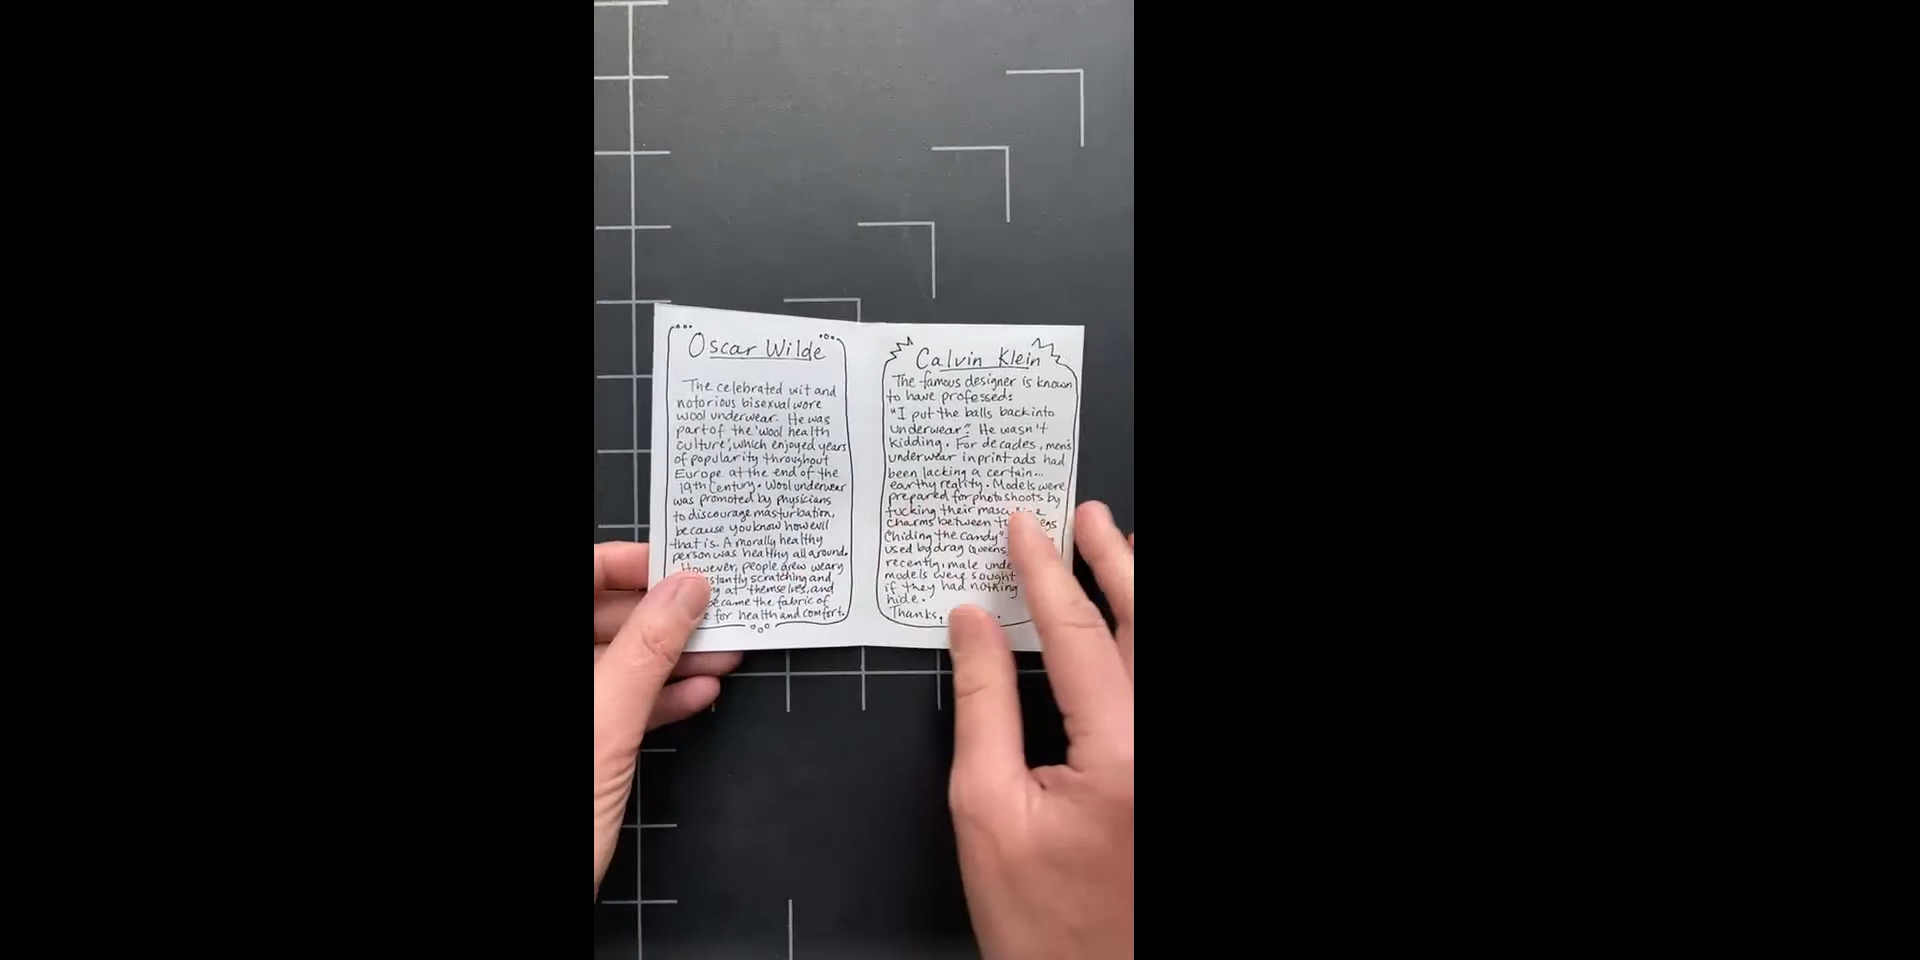 Oscar Wilde
The celebrated wit and
notorious bisexual wore
wool underwear. He was
part of the 'wool health
culture', which enjoyed years
of popularity throughout
Europe at the end of the
19th Century. Wool underwear
was promoted by physicians
to discourage masturbation,
because you know how evil
that is. A morally healthy
person was healthy all around.
However, people grew weary
scratching and
at themselves, and
became the fabric of
for health and comfort.
Calvin Klein
The famous designer is known
to have professed:
"I put the balls back into
underwear." He wasn't
kidding. For decades, men's
underwear in print ads had
been lacking a certain...
earthy reality. Models were
prepared for photo shoots by
tucking their
charms between
the candy"
used by drag queens
recently, male
models were sought
if they had nothing
hide.
Thanks,